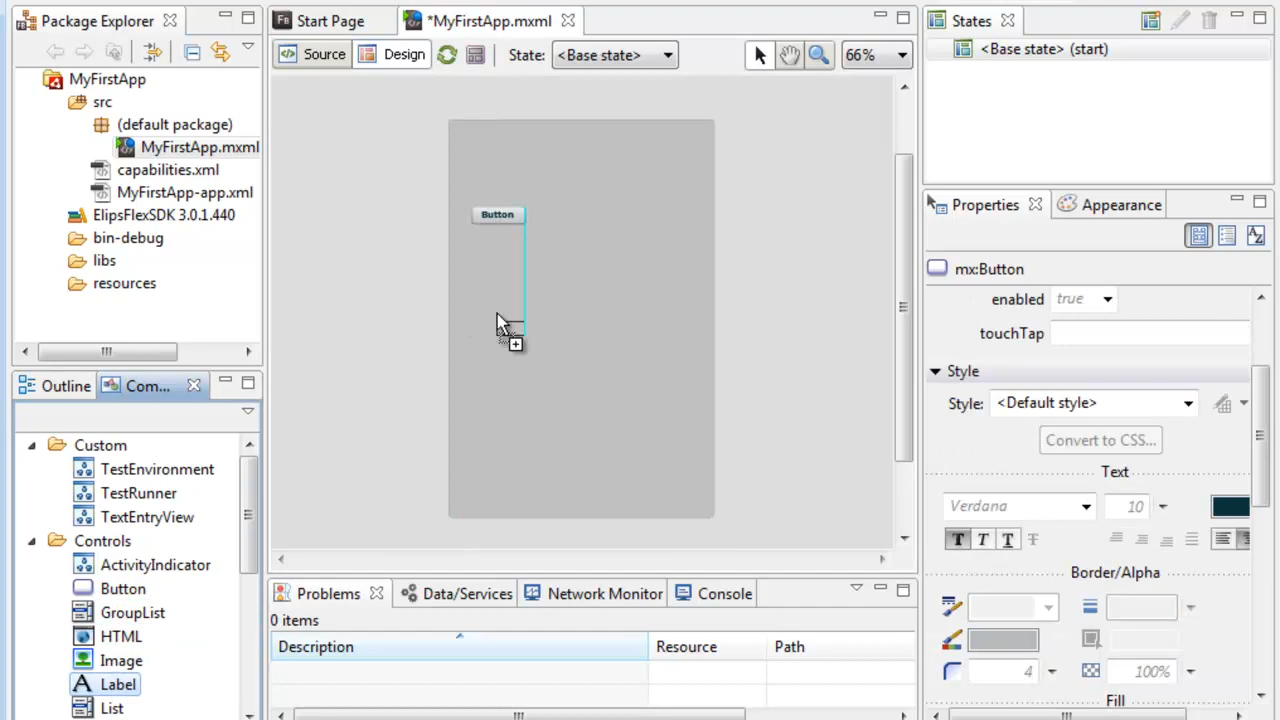 Package Explorer
MyFirstApp
src
(default package)
MyFirstApp.mxml
capabilities.xml
MyFirstApp-app.xml
ElipsFlexSDK 3.0.1.440
bin-debug
libs
resources
Outline
Com...
Custom
TestEnvironment
TestRunner
TextEntryView
Controls
ActivityIndicator
Button
GroupList
HTML
Image
Label
List
Fb Start Page
*MyFirstApp.mxml
Source
Design
State:
<Base state>
66%
Button
Problems
Data/Services
Network Monitor
Console
0 items
Description
Resource
Path
States
<Base state> (start)
Properties
Appearance
mx:Button
enabled true
touchTap
Style
Style: <Default style>
Convert to CSS...
Text
Verdana 10
T T T T
Border/Alpha
4 100%
Fill